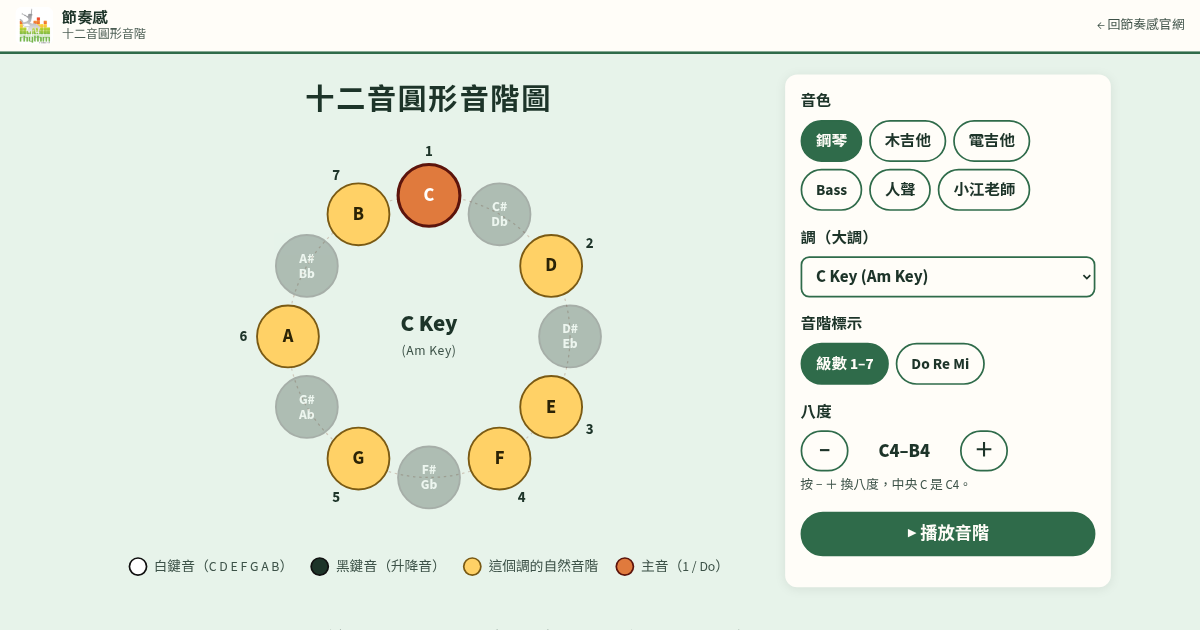 rhythm
節奏感
十二音圓形音階
← 回節奏感官網
十二音圓形音階圖
1
7
C
B
C#
Db
2
A#
Bb
D
6
A
C Key
(Am Key)
D#
Eb
G#
Ab
E
3
G
F#
Gb
F
5
4
白鍵音（C D E F G A B）
黑鍵音（升降音）
這個調的自然音階
主音（1 / Do）
音色
鋼琴
木吉他
電吉他
Bass
人聲
小江老師
調（大調）
C Key (Am Key)
音階標示
級數 1–7
Do Re Mi
八度
−
C4–B4
＋
按 − ＋ 換八度，中央 C 是 C4。
▶ 播放音階